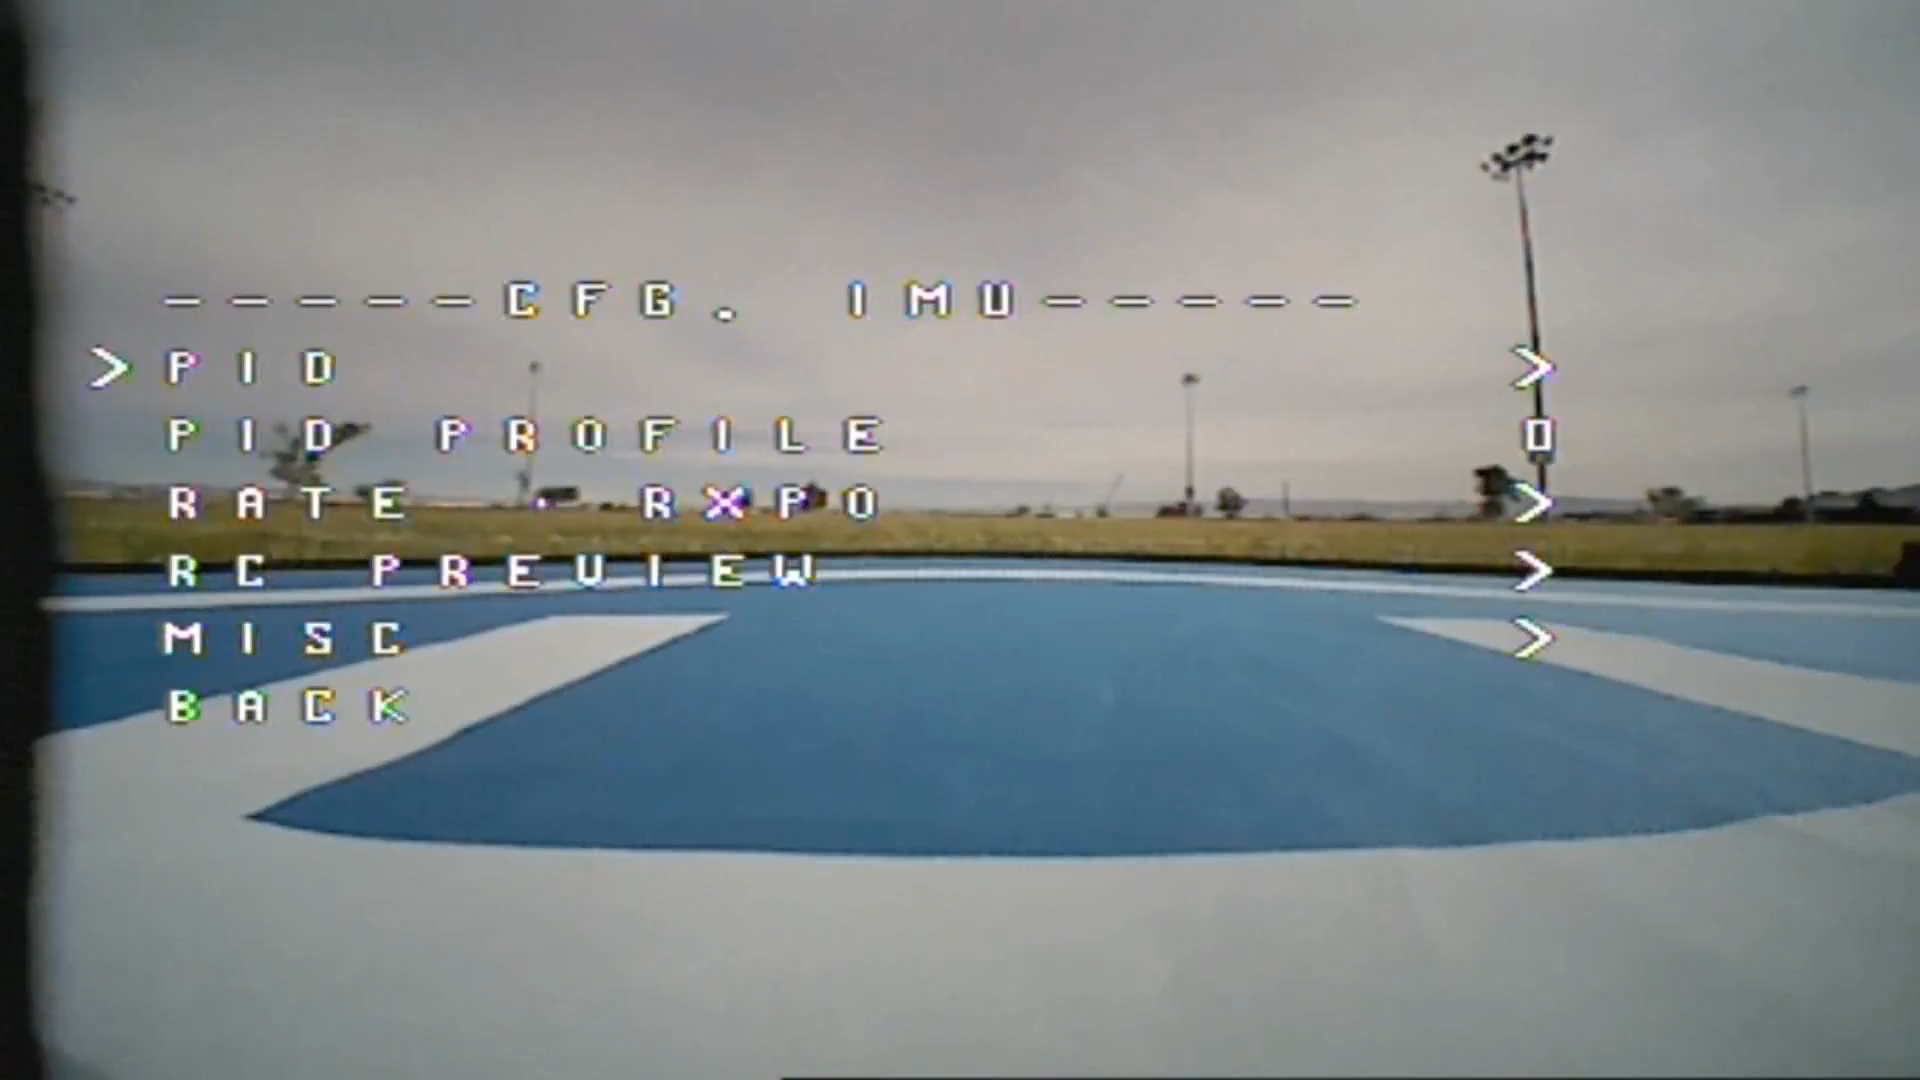 -----CFG. IMU-----
> PID >
PID PROFILE 0
RATE . RXPO >
RC PREVIEW >
MISC >
BACK